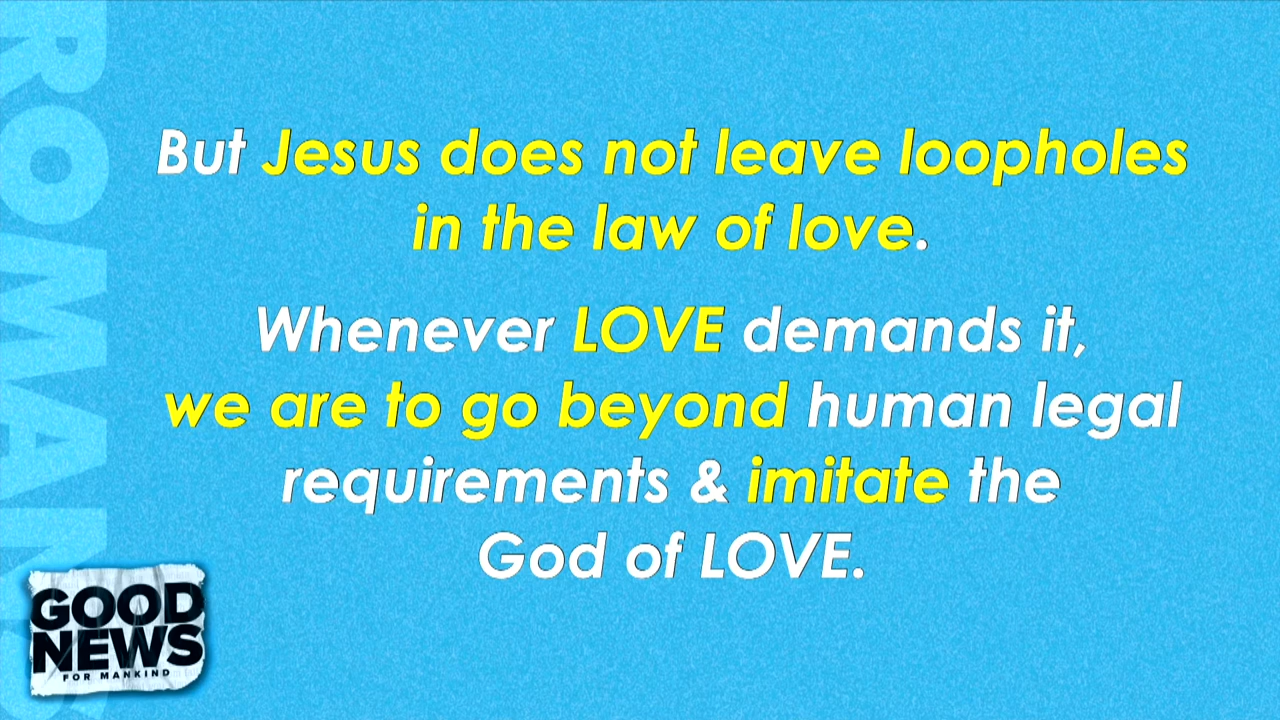 ROMANS
But Jesus does not leave loopholes
in the law of love.
Whenever LOVE demands it,
we are to go beyond human legal
requirements & imitate the
God of LOVE.
GOOD
NEWS
FOR MANKIND